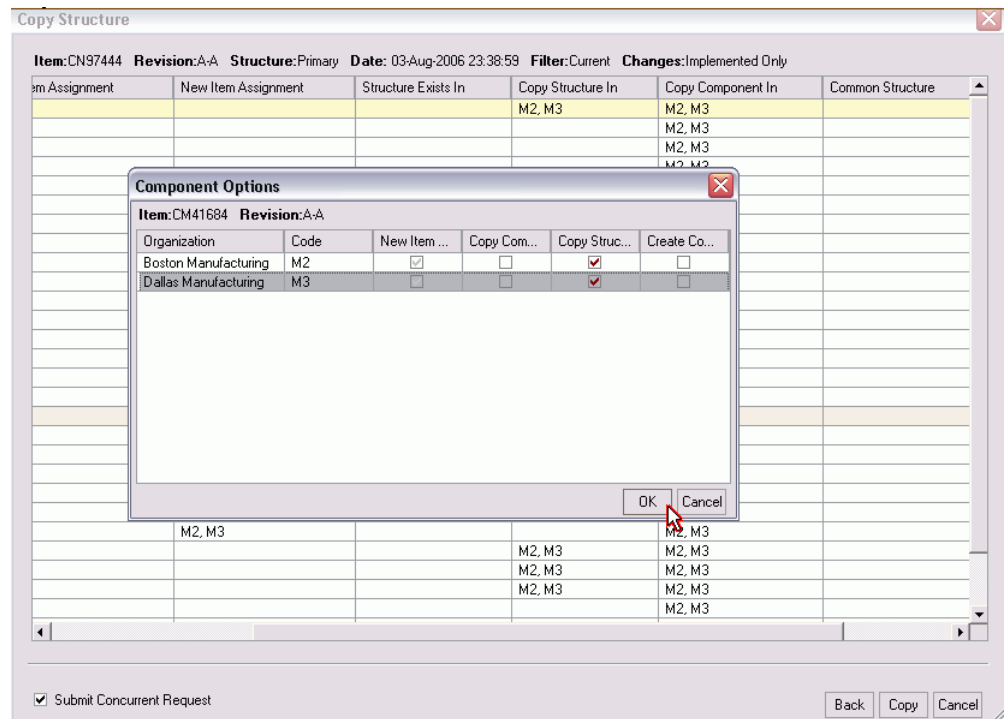 Copy Structure
Item:CN97444 Revision:A-A Structure:Primary Date: 03-Aug-2006 23:38:59 Filter:Current Changes:Implemented Only
em Assignment New Item Assignment Structure Exists In Copy Structure In Copy Component In Common Structure
M2, M3 M2, M3
M2, M3
M2, M3
M2, M3
Component Options
Item:CM41684 Revision:A-A
Organization Code New Item ... Copy Com... Copy Struc... Create Co...
Boston Manufacturing M2
Dallas Manufacturing M3
OK Cancel
M2, M3 M2, M3
M2, M3 M2, M3
M2, M3 M2, M3
M2, M3 M2, M3
M2, M3
Submit Concurrent Request
Back Copy Cancel